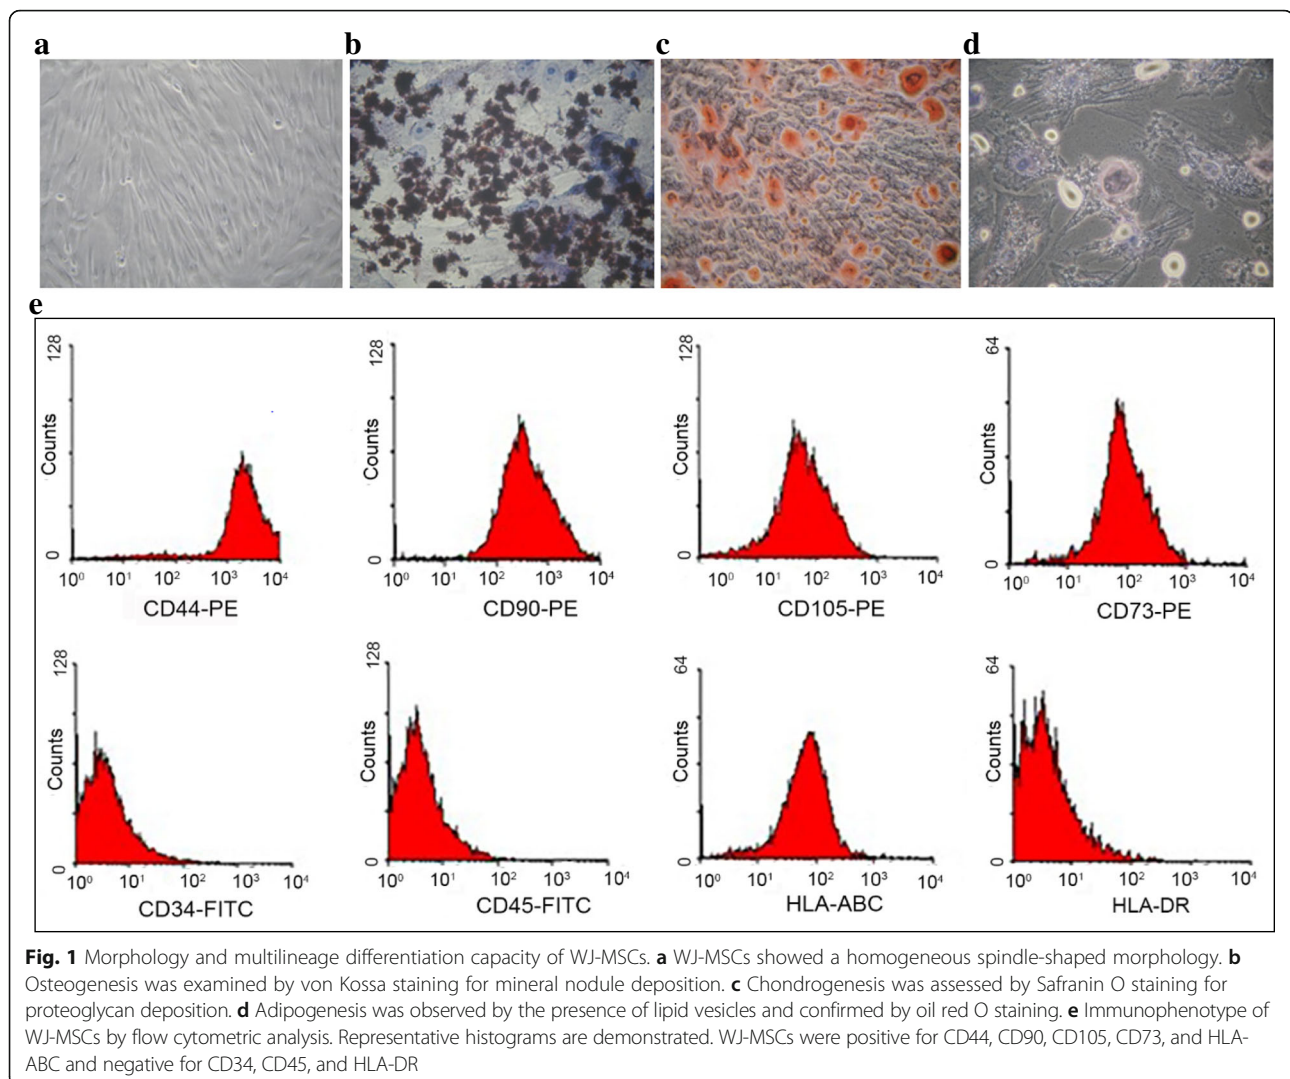 a
b
c
d
e
128
Counts
0
10⁰ 10¹ 10² 10³ 10⁴
CD44-PE
128
Counts
0
10⁰ 10¹ 10² 10³ 10⁴
CD90-PE
128
Counts
0
10⁰ 10¹ 10² 10³ 10⁴
CD105-PE
64
Counts
0
10⁰ 10¹ 10² 10³ 10⁴
CD73-PE
128
Counts
0
10⁰ 10¹ 10² 10³ 10⁴
CD34-FITC
128
Counts
0
10⁰ 10¹ 10² 10³ 10⁴
CD45-FITC
64
Counts
0
10⁰ 10¹ 10² 10³ 10⁴
HLA-ABC
64
Counts
0
10⁰ 10¹ 10² 10³ 10⁴
HLA-DR
Fig. 1 Morphology and multilineage differentiation capacity of WJ-MSCs. a WJ-MSCs showed a homogeneous spindle-shaped morphology. b
Osteogenesis was examined by von Kossa staining for mineral nodule deposition. c Chondrogenesis was assessed by Safranin O staining for
proteoglycan deposition. d Adipogenesis was observed by the presence of lipid vesicles and confirmed by oil red O staining. e Immunophenotype of
WJ-MSCs by flow cytometric analysis. Representative histograms are demonstrated. WJ-MSCs were positive for CD44, CD90, CD105, CD73, and HLA-
ABC and negative for CD34, CD45, and HLA-DR